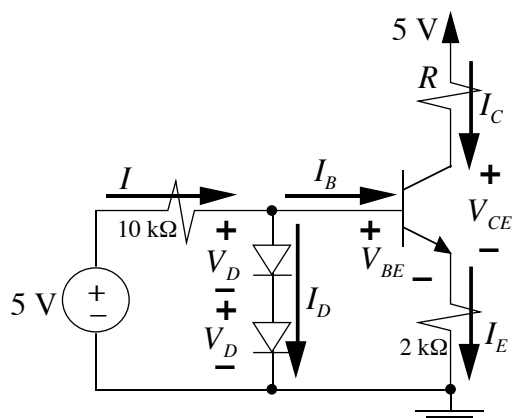 5 V
R
I_C
I
I_B
+
10 kΩ
+
+
V_CE
V_D
V_BE
−
−
−
5 V
+
−
+
I_D
V_D
2 kΩ
I_E
−